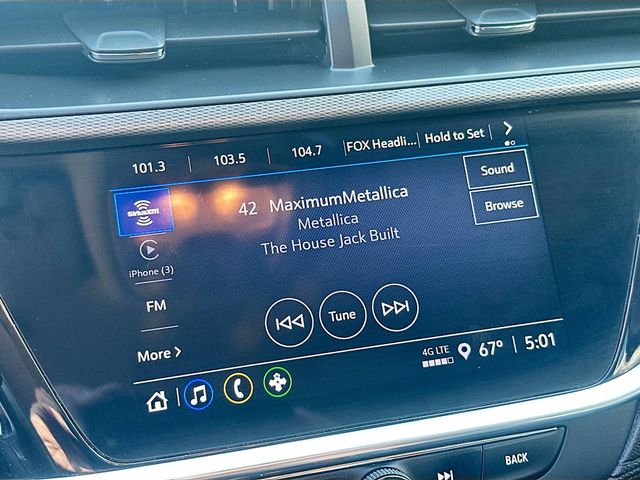 101.3 103.5 104.7 FOX Headli... Hold to Set
SiriusXM
42 MaximumMetallica
Metallica
The House Jack Built
Sound
Browse
iPhone (3)
FM
More
Tune
4G LTE 67° 5:01
BACK